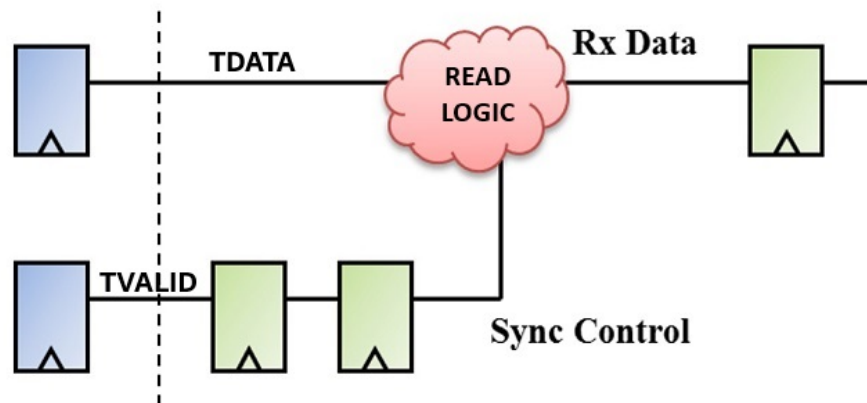 TDATA
READ
LOGIC
Rx Data
TVALID
Sync Control